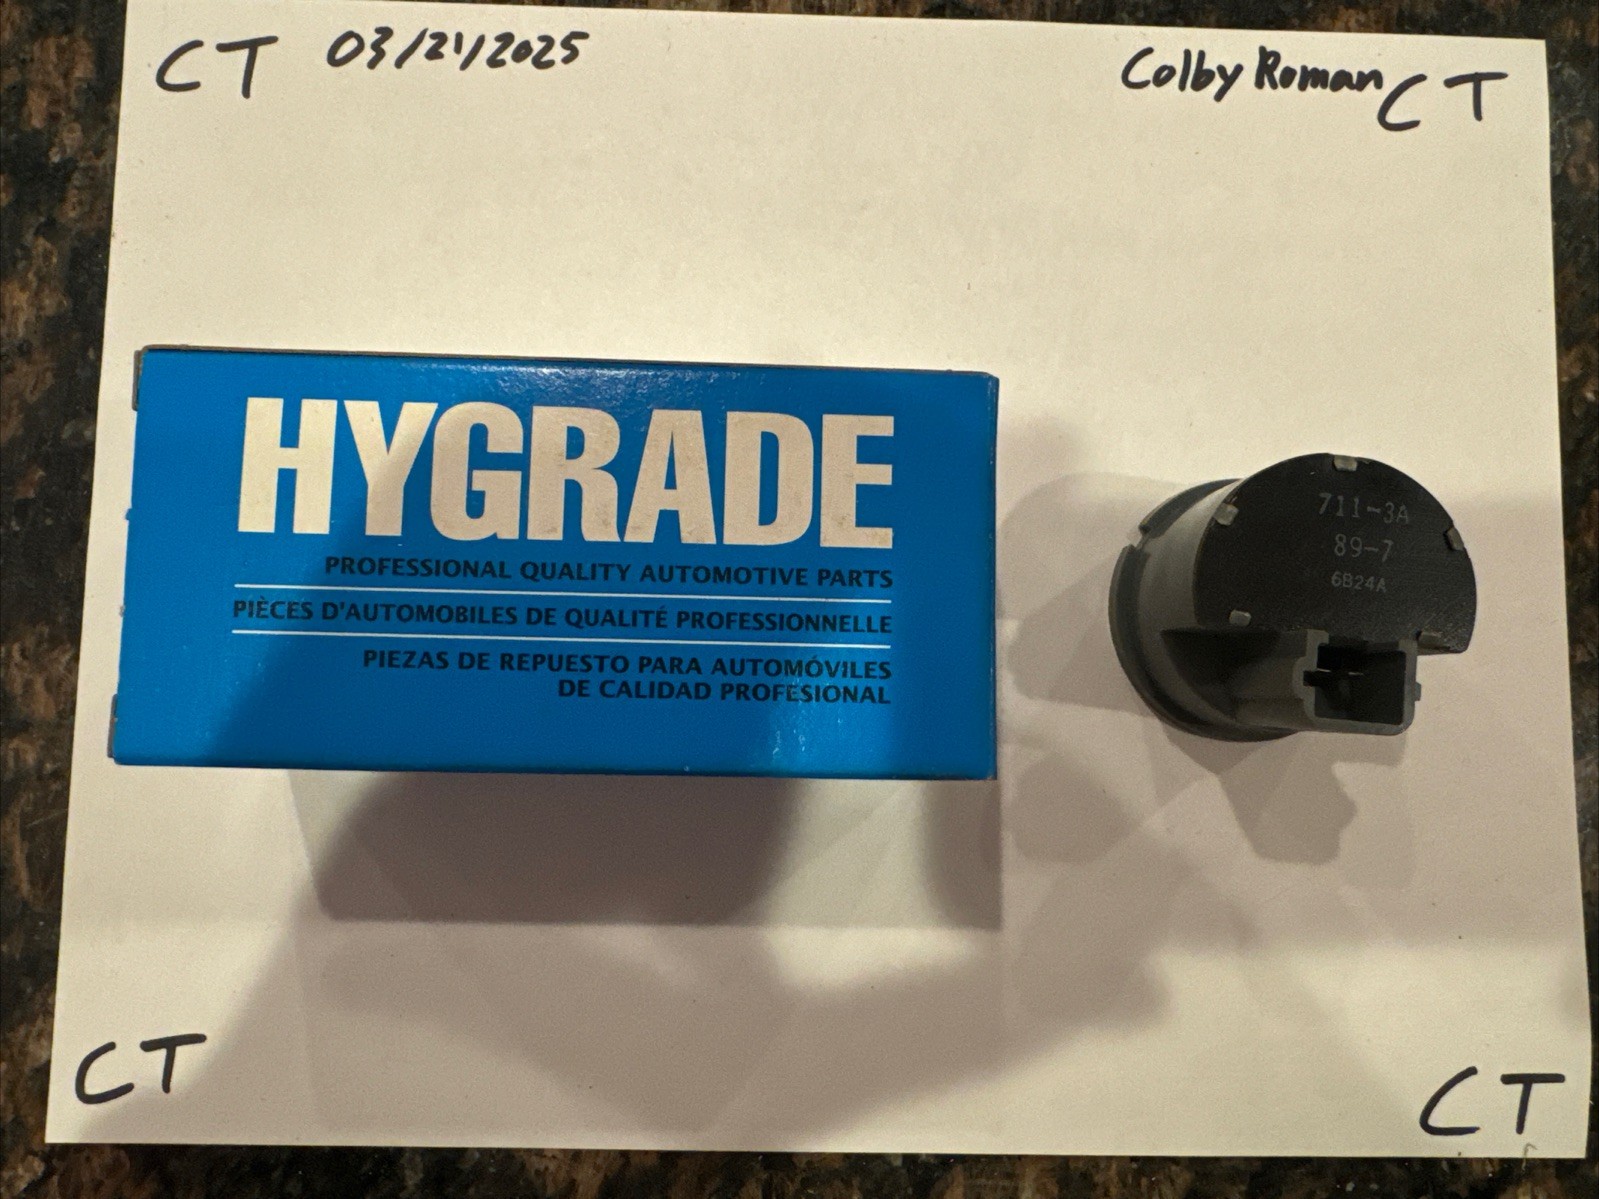 CT 03/21/2025
Colby Roman CT
HYGRADE
PROFESSIONAL QUALITY AUTOMOTIVE PARTS
PIÈCES D'AUTOMOBILES DE QUALITÉ PROFESSIONNELLE
PIEZAS DE REPUESTO PARA AUTOMÓVILES
DE CALIDAD PROFESIONAL
711-3A
89-7
6B24A
CT
CT